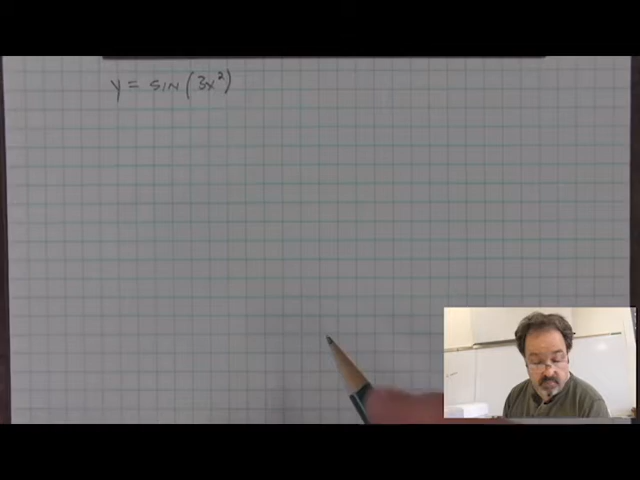 y = sin(3x²)